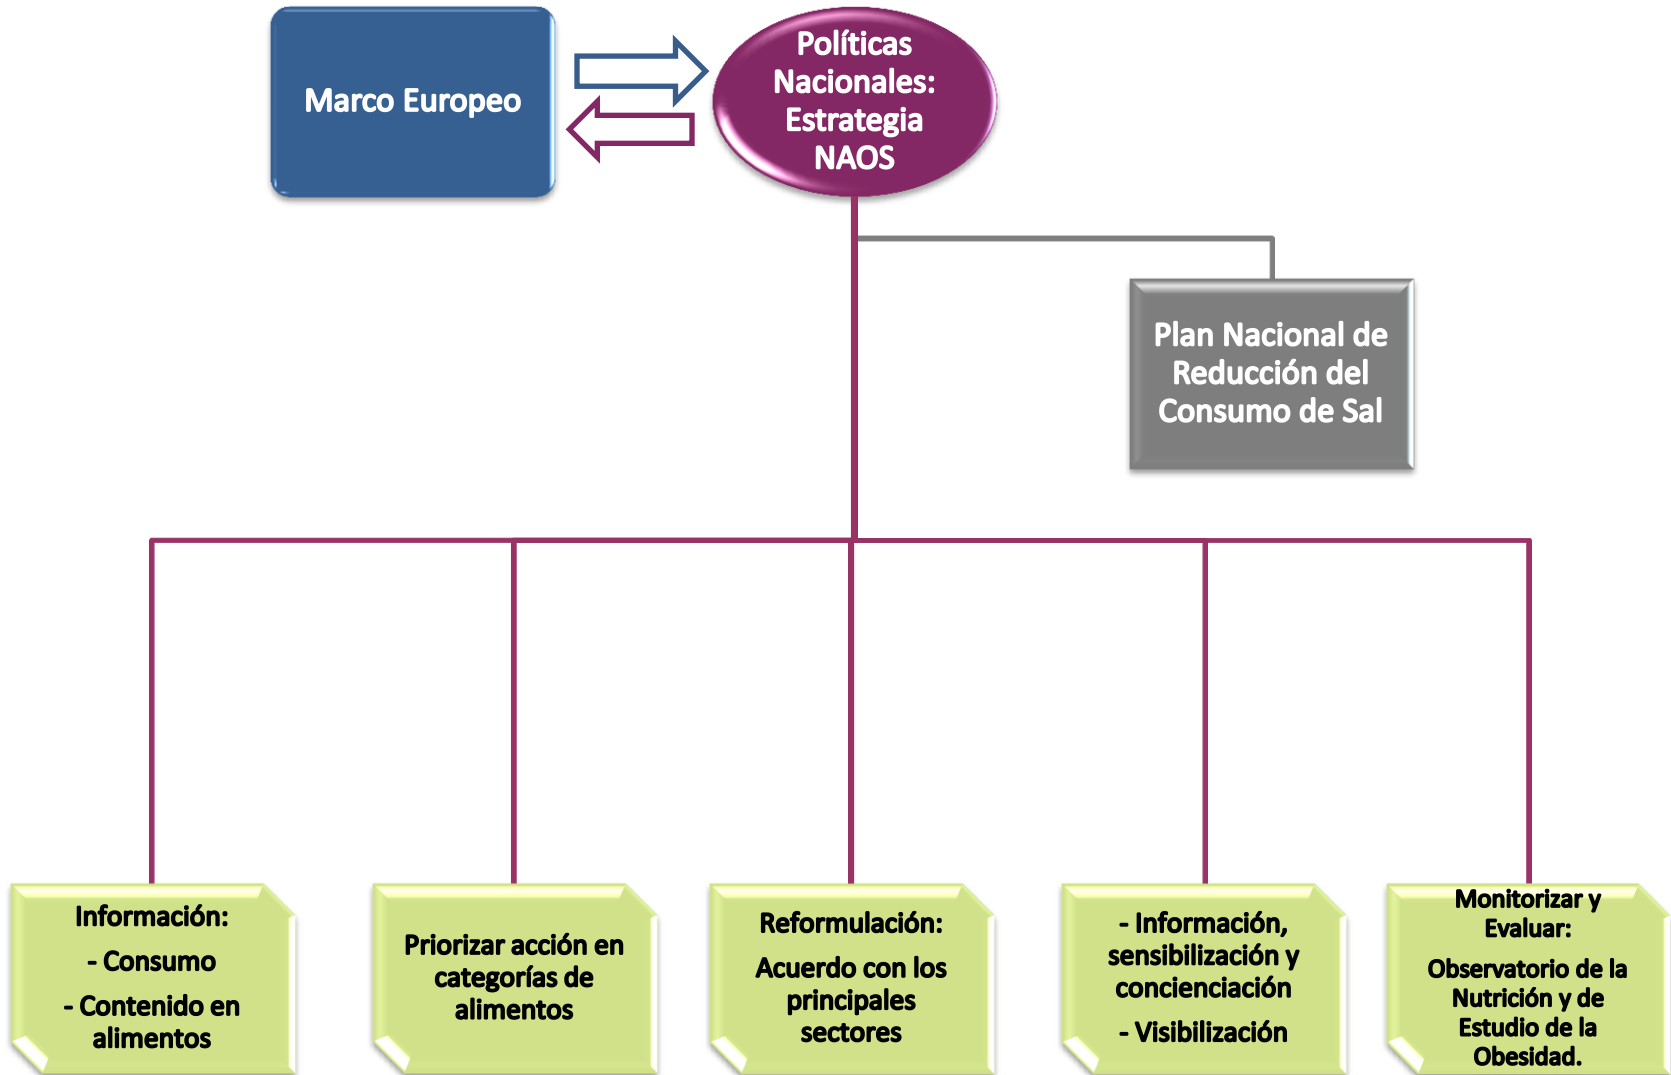 Marco Europeo
Políticas
Nacionales:
Estrategia
NAOS
Plan Nacional de
Reducción del
Consumo de Sal
Información:
- Consumo
- Contenido en
alimentos
Priorizar acción en
categorías de
alimentos
Reformulación:
Acuerdo con los
principales
sectores
- Información,
sensibilización y
concienciación
- Visibilización
Monitorizar y
Evaluar:
Observatorio de la
Nutrición y de
Estudio de la
Obesidad.